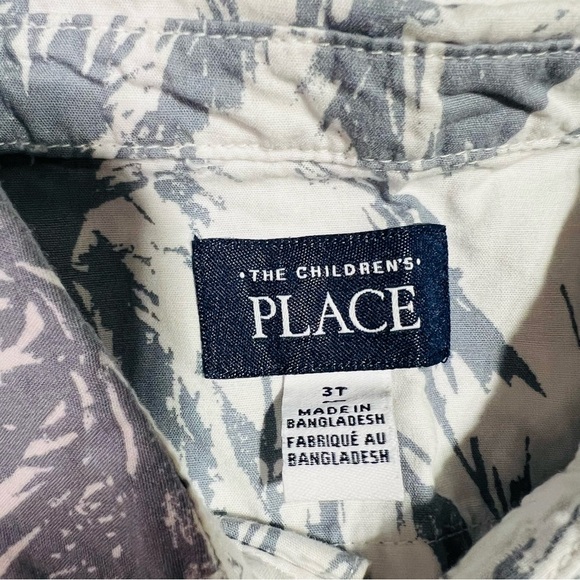 ·THE CHILDREN'S·
PLACE
3T
MADE IN
BANGLADESH
FABRIQUÉ AU
BANGLADESH